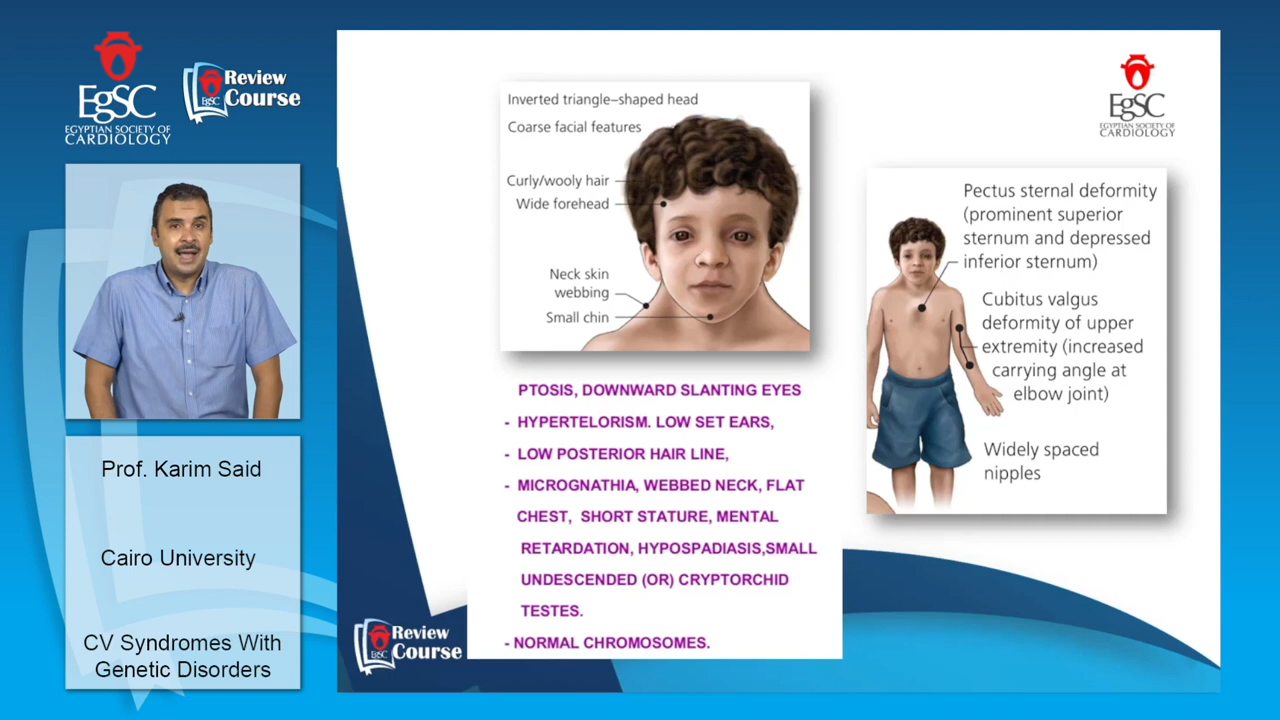 EgSC
EGYPTIAN SOCIETY OF
CARDIOLOGY
Review
EgSC Course
Prof. Karim Said
Cairo University
CV Syndromes With
Genetic Disorders
EgSC
EGYPTIAN SOCIETY OF
CARDIOLOGY
Inverted triangle–shaped head
Coarse facial features
Curly/wooly hair
Wide forehead
Neck skin
webbing
Small chin
Pectus sternal deformity
(prominent superior
sternum and depressed
inferior sternum)
Cubitus valgus
deformity of upper
extremity (increased
carrying angle at
elbow joint)
Widely spaced
nipples
PTOSIS, DOWNWARD SLANTING EYES
- HYPERTELORISM. LOW SET EARS,
- LOW POSTERIOR HAIR LINE,
- MICROGNATHIA, WEBBED NECK, FLAT
CHEST, SHORT STATURE, MENTAL
RETARDATION, HYPOSPADIASIS,SMALL
UNDESCENDED (OR) CRYPTORCHID
TESTES.
- NORMAL CHROMOSOMES.
Review
EgSC Course